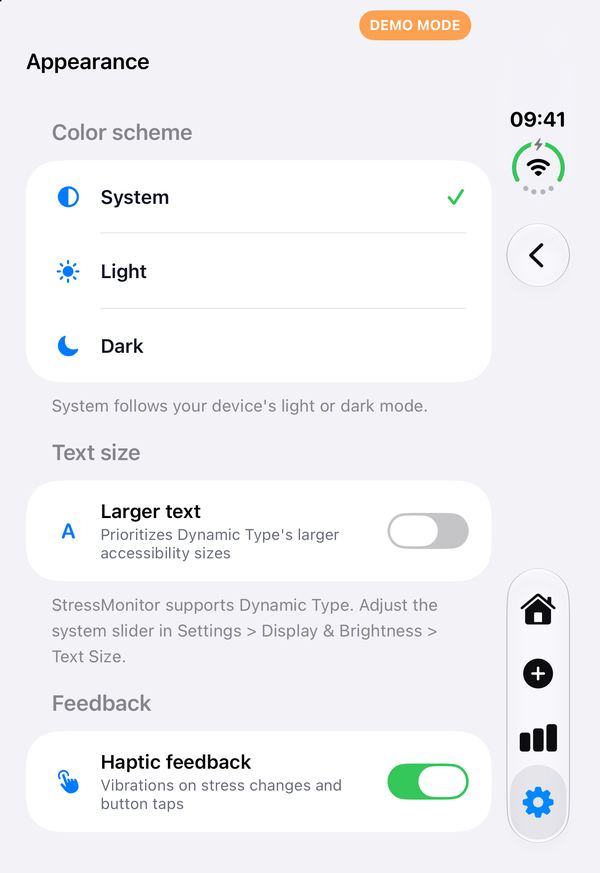 DEMO MODE
Appearance
09:41
Color scheme
System
Light
Dark
System follows your device's light or dark mode.
Text size
A
Larger text
Prioritizes Dynamic Type's larger
accessibility sizes
StressMonitor supports Dynamic Type. Adjust the
system slider in Settings > Display & Brightness >
Text Size.
Feedback
Haptic feedback
Vibrations on stress changes and
button taps